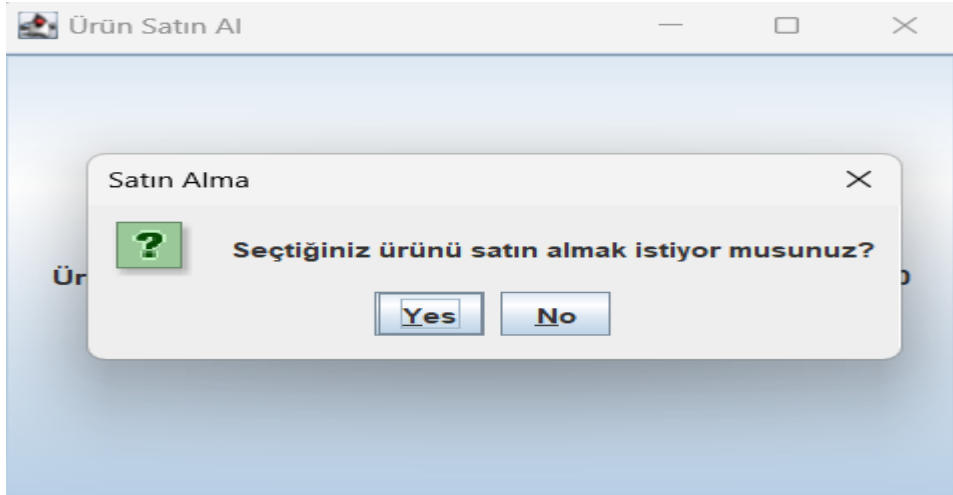 Ürün Satın Al
Satın Alma
Seçtiğiniz ürünü satın almak istiyor musunuz?
Yes
No